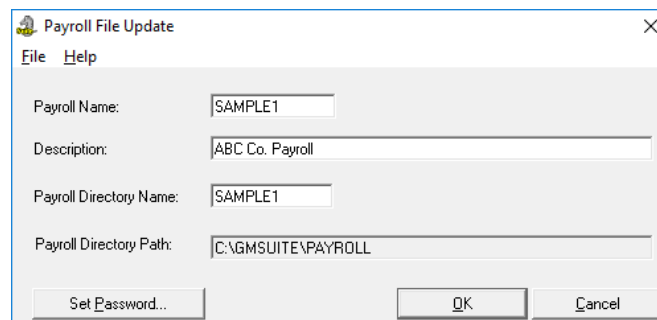 Payroll File Update
File Help
Payroll Name: SAMPLE1
Description: ABC Co. Payroll
Payroll Directory Name: SAMPLE1
Payroll Directory Path: C:\GMSUITE\PAYROLL
Set Password... OK Cancel